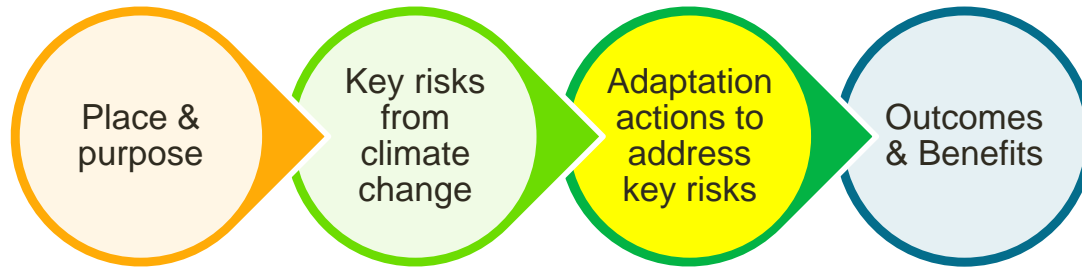 Place &
purpose
Key risks
from
climate
change
Adaptation
actions to
address
key risks
Outcomes
& Benefits